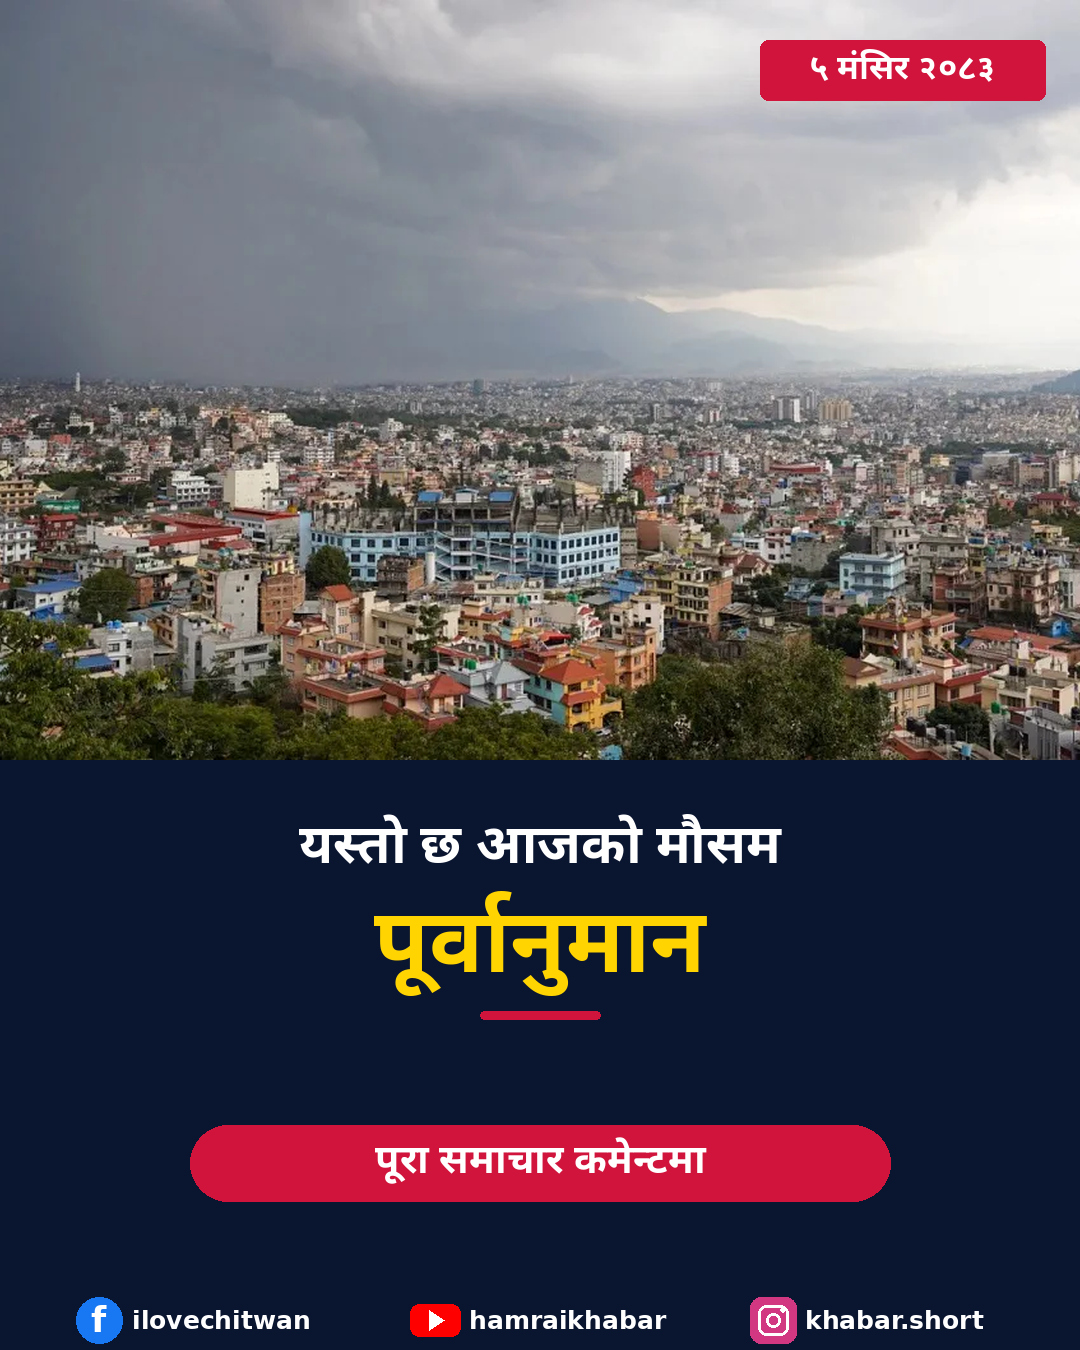 ५ मंसिर २०८३
यस्तो छ आजको मौसम
पूर्वानुमान
पूरा समाचार कमेन्टमा
ilovechitwan
hamraikhabar
khabar.short